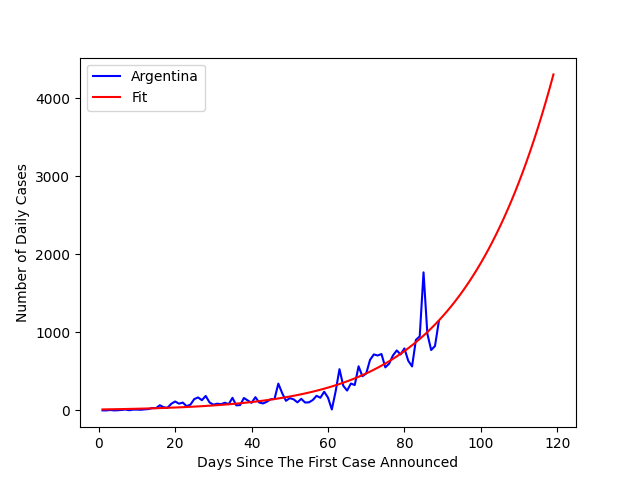 Argentina
Fit
Number of Daily Cases
4000
3000
2000
1000
0
0 20 40 60 80 100 120
Days Since The First Case Announced